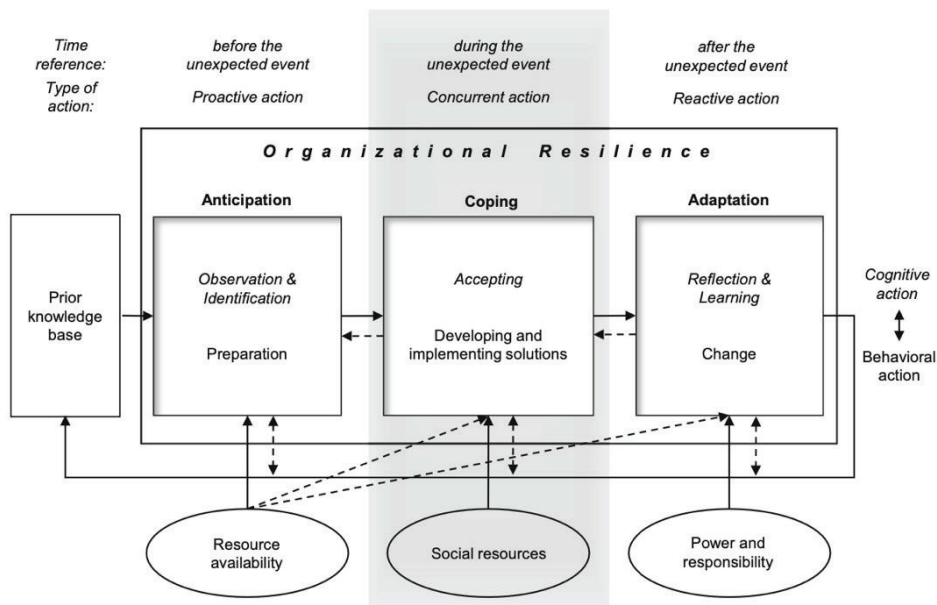 Time
reference:
before the
unexpected event
during the
unexpected event
after the
unexpected event
Type of
action:
Proactive action
Concurrent action
Reactive action
Organizational Resilience
Anticipation
Coping
Adaptation
Prior
knowledge
base
Observation &
Identification
Preparation
Accepting
Developing and
implementing solutions
Reflection &
Learning
Change
Cognitive
action
Behavioral
action
Resource
availability
Social resources
Power and
responsibility